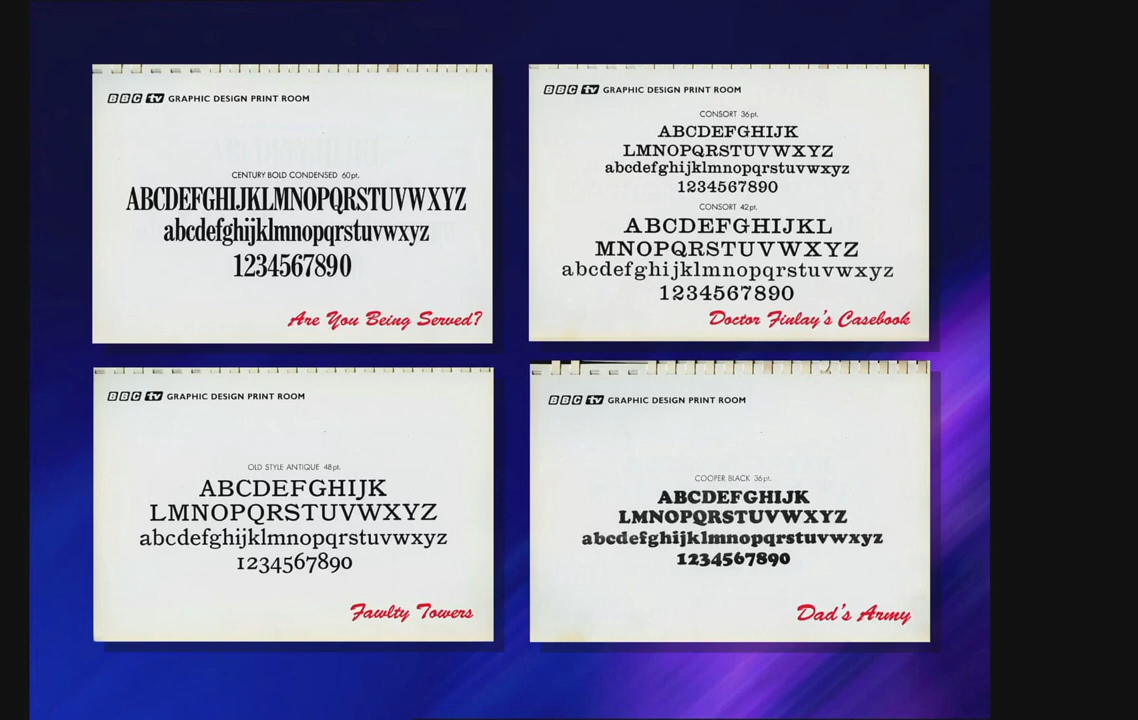 BBC tv GRAPHIC DESIGN PRINT ROOM
CENTURY BOLD CONDENSED 60pt.
ABCDEFGHIJKLMNOPQRSTUVWXYZ
abcdefghijklmnopqrstuvwxyz
1234567890
Are You Being Served?
BBC tv GRAPHIC DESIGN PRINT ROOM
CONSORT 36pt.
ABCDEFGHIJK
LMNOPQRSTUVWXYZ
abcdefghijklmnopqrstuvwxyz
1234567890
CONSORT 42pt.
ABCDEFGHIJKL
MNOPQRSTUVWXYZ
abcdefghijklmnopqrstuvwxyz
1234567890
Doctor Finlay's Casebook
BBC tv GRAPHIC DESIGN PRINT ROOM
OLD STYLE ANTIQUE 48pt.
ABCDEFGHIJK
LMNOPQRSTUVWXYZ
abcdefghijklmnopqrstuvwxyz
1234567890
Fawlty Towers
BBC tv GRAPHIC DESIGN PRINT ROOM
COOPER BLACK 36pt.
ABCDEFGHIJK
LMNOPQRSTUVWXYZ
abcdefghijklmnopqrstuvwxyz
1234567890
Dad's Army